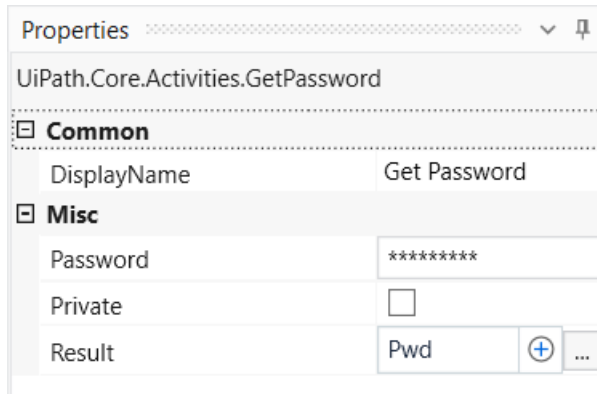 Properties
UiPath.Core.Activities.GetPassword
Common
DisplayName Get Password
Misc
Password *********
Private
Result Pwd ...